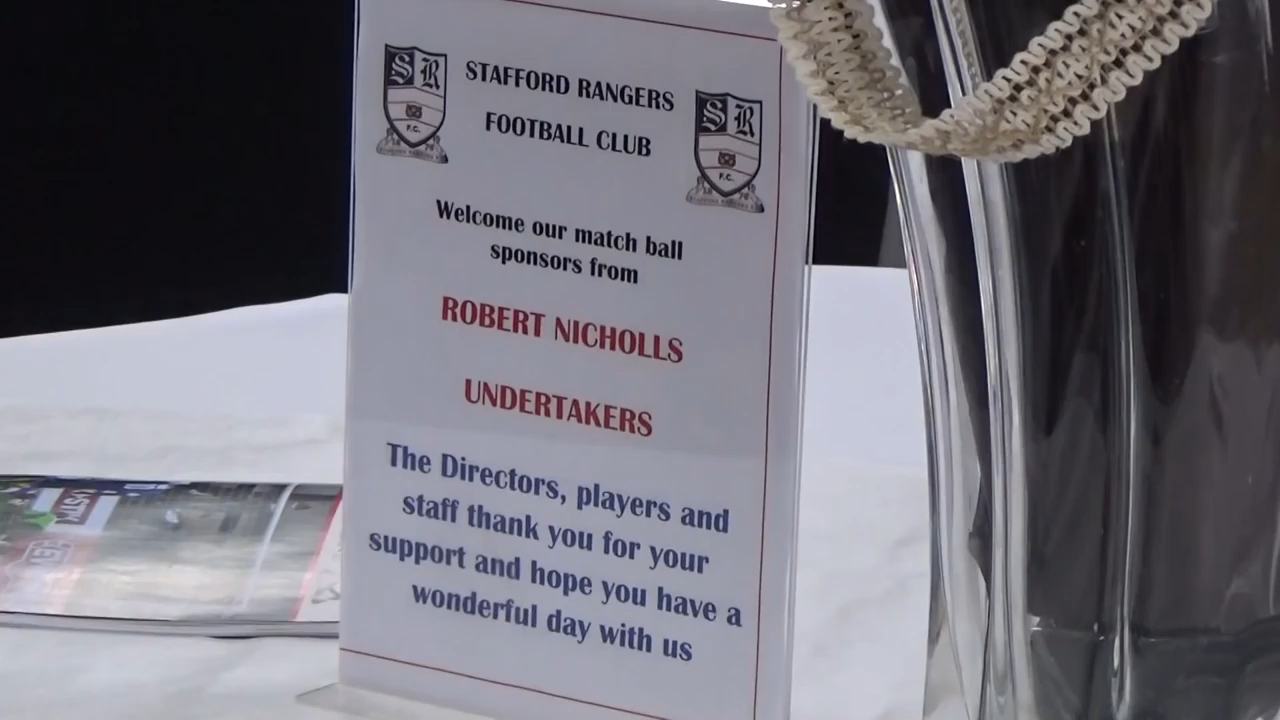 STAFFORD RANGERS
FOOTBALL CLUB
S R
F.C.
S R
F.C.
Welcome our match ball
sponsors from
ROBERT NICHOLLS
UNDERTAKERS
The Directors, players and
staff thank you for your
support and hope you have a
wonderful day with us